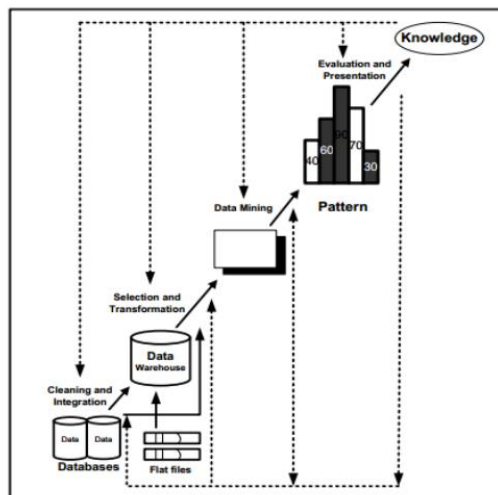 Knowledge
Evaluation and
Presentation
40
60
90
70
30
Pattern
Data Mining
Selection and
Transformation
Data
Warehouse
Cleaning and
Integration
Data
Data
Databases
Flat files